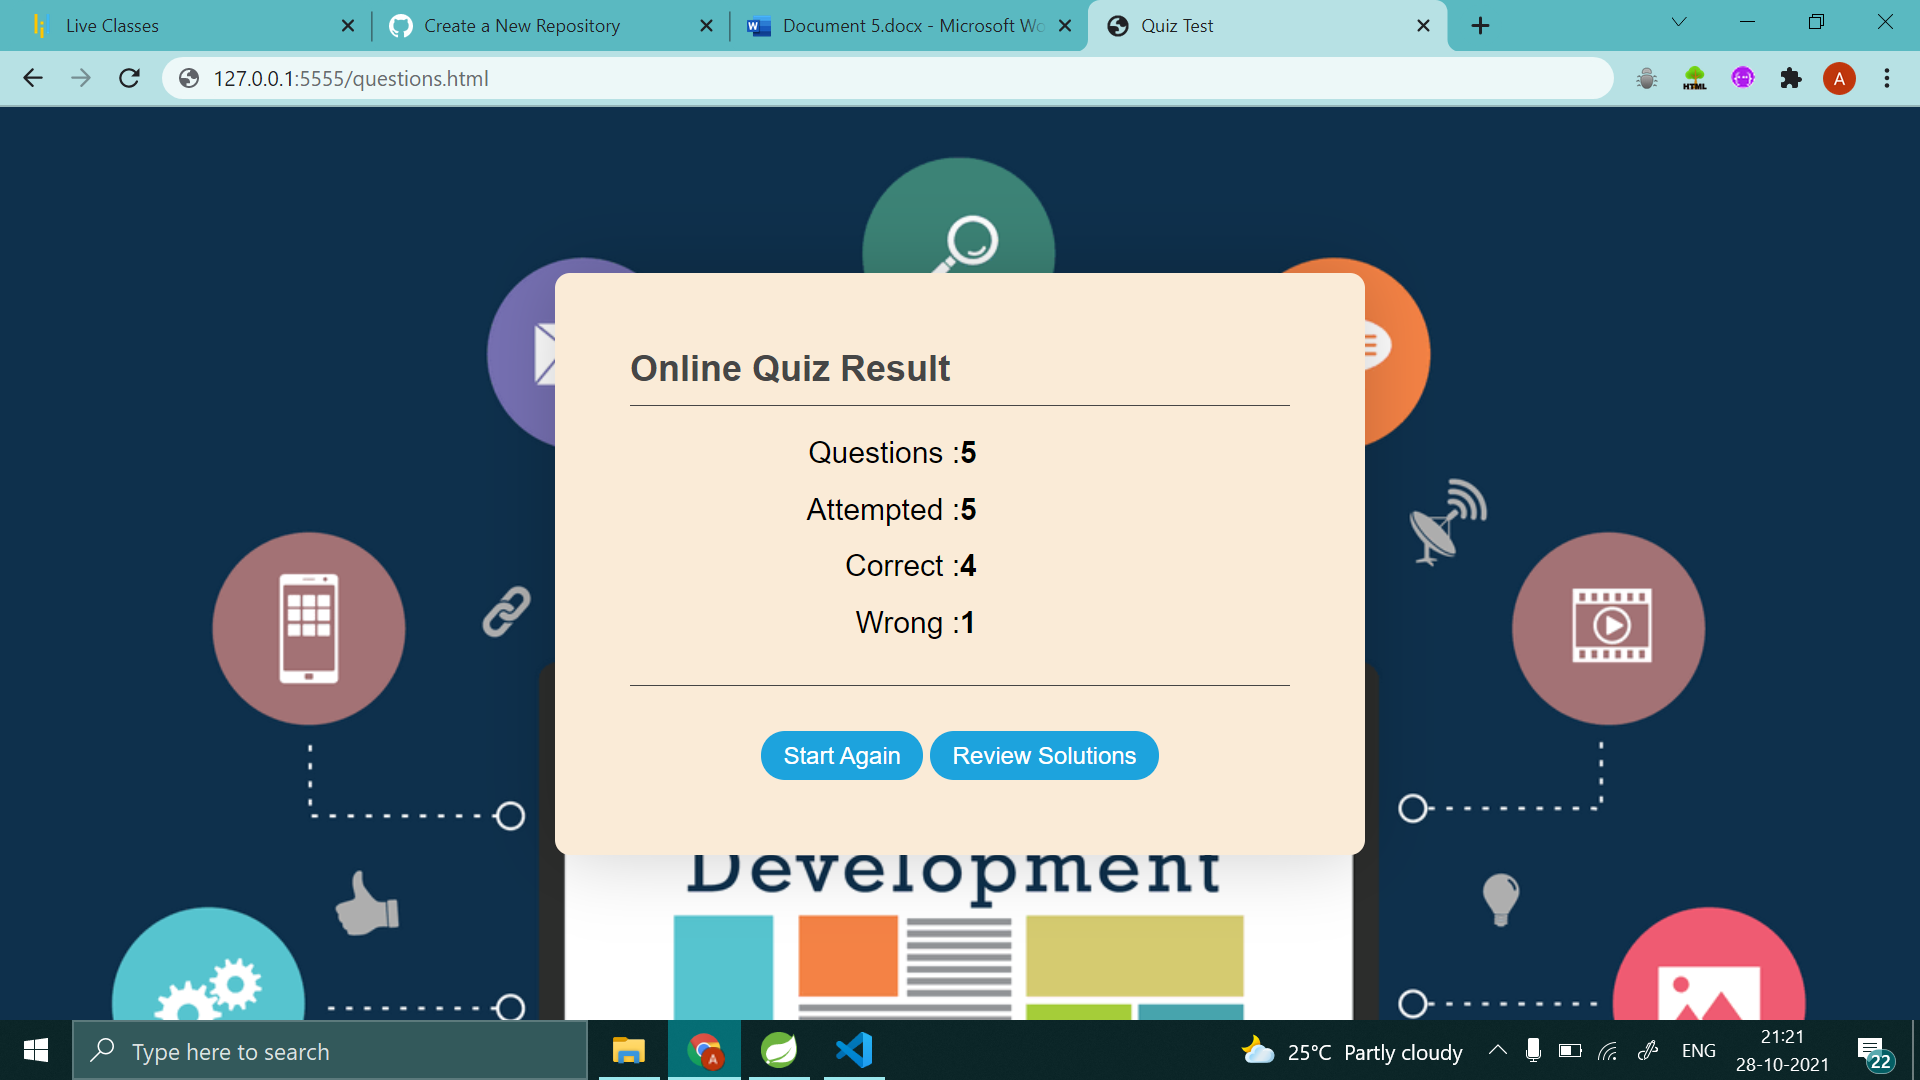 Live Classes
Create a New Repository
Document 5.docx - Microsoft Wo
Quiz Test
127.0.0.1:5555/questions.html
HTML
A
Online Quiz Result
Questions :5
Attempted :5
Correct :4
Wrong :1
Start Again
Review Solutions
Development
Type here to search
A
25°C Partly cloudy
ENG
21:21
28-10-2021
22